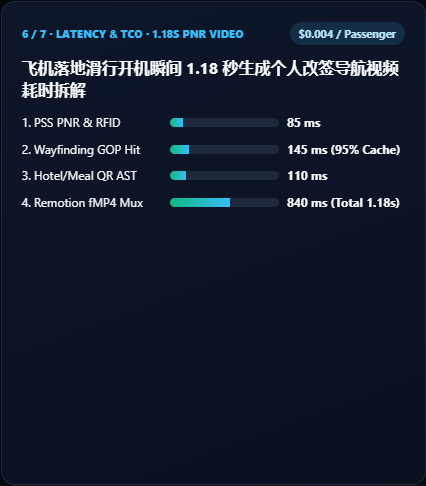 6 / 7 · LATENCY & TCO · 1.18S PNR VIDEO
$0.004 / Passenger
飞机落地滑行开机瞬间 1.18 秒生成个人改签导航视频
耗时拆解
1. PSS PNR & RFID 85 ms
2. Wayfinding GOP Hit 145 ms (95% Cache)
3. Hotel/Meal QR AST 110 ms
4. Remotion fMP4 Mux 840 ms (Total 1.18s)